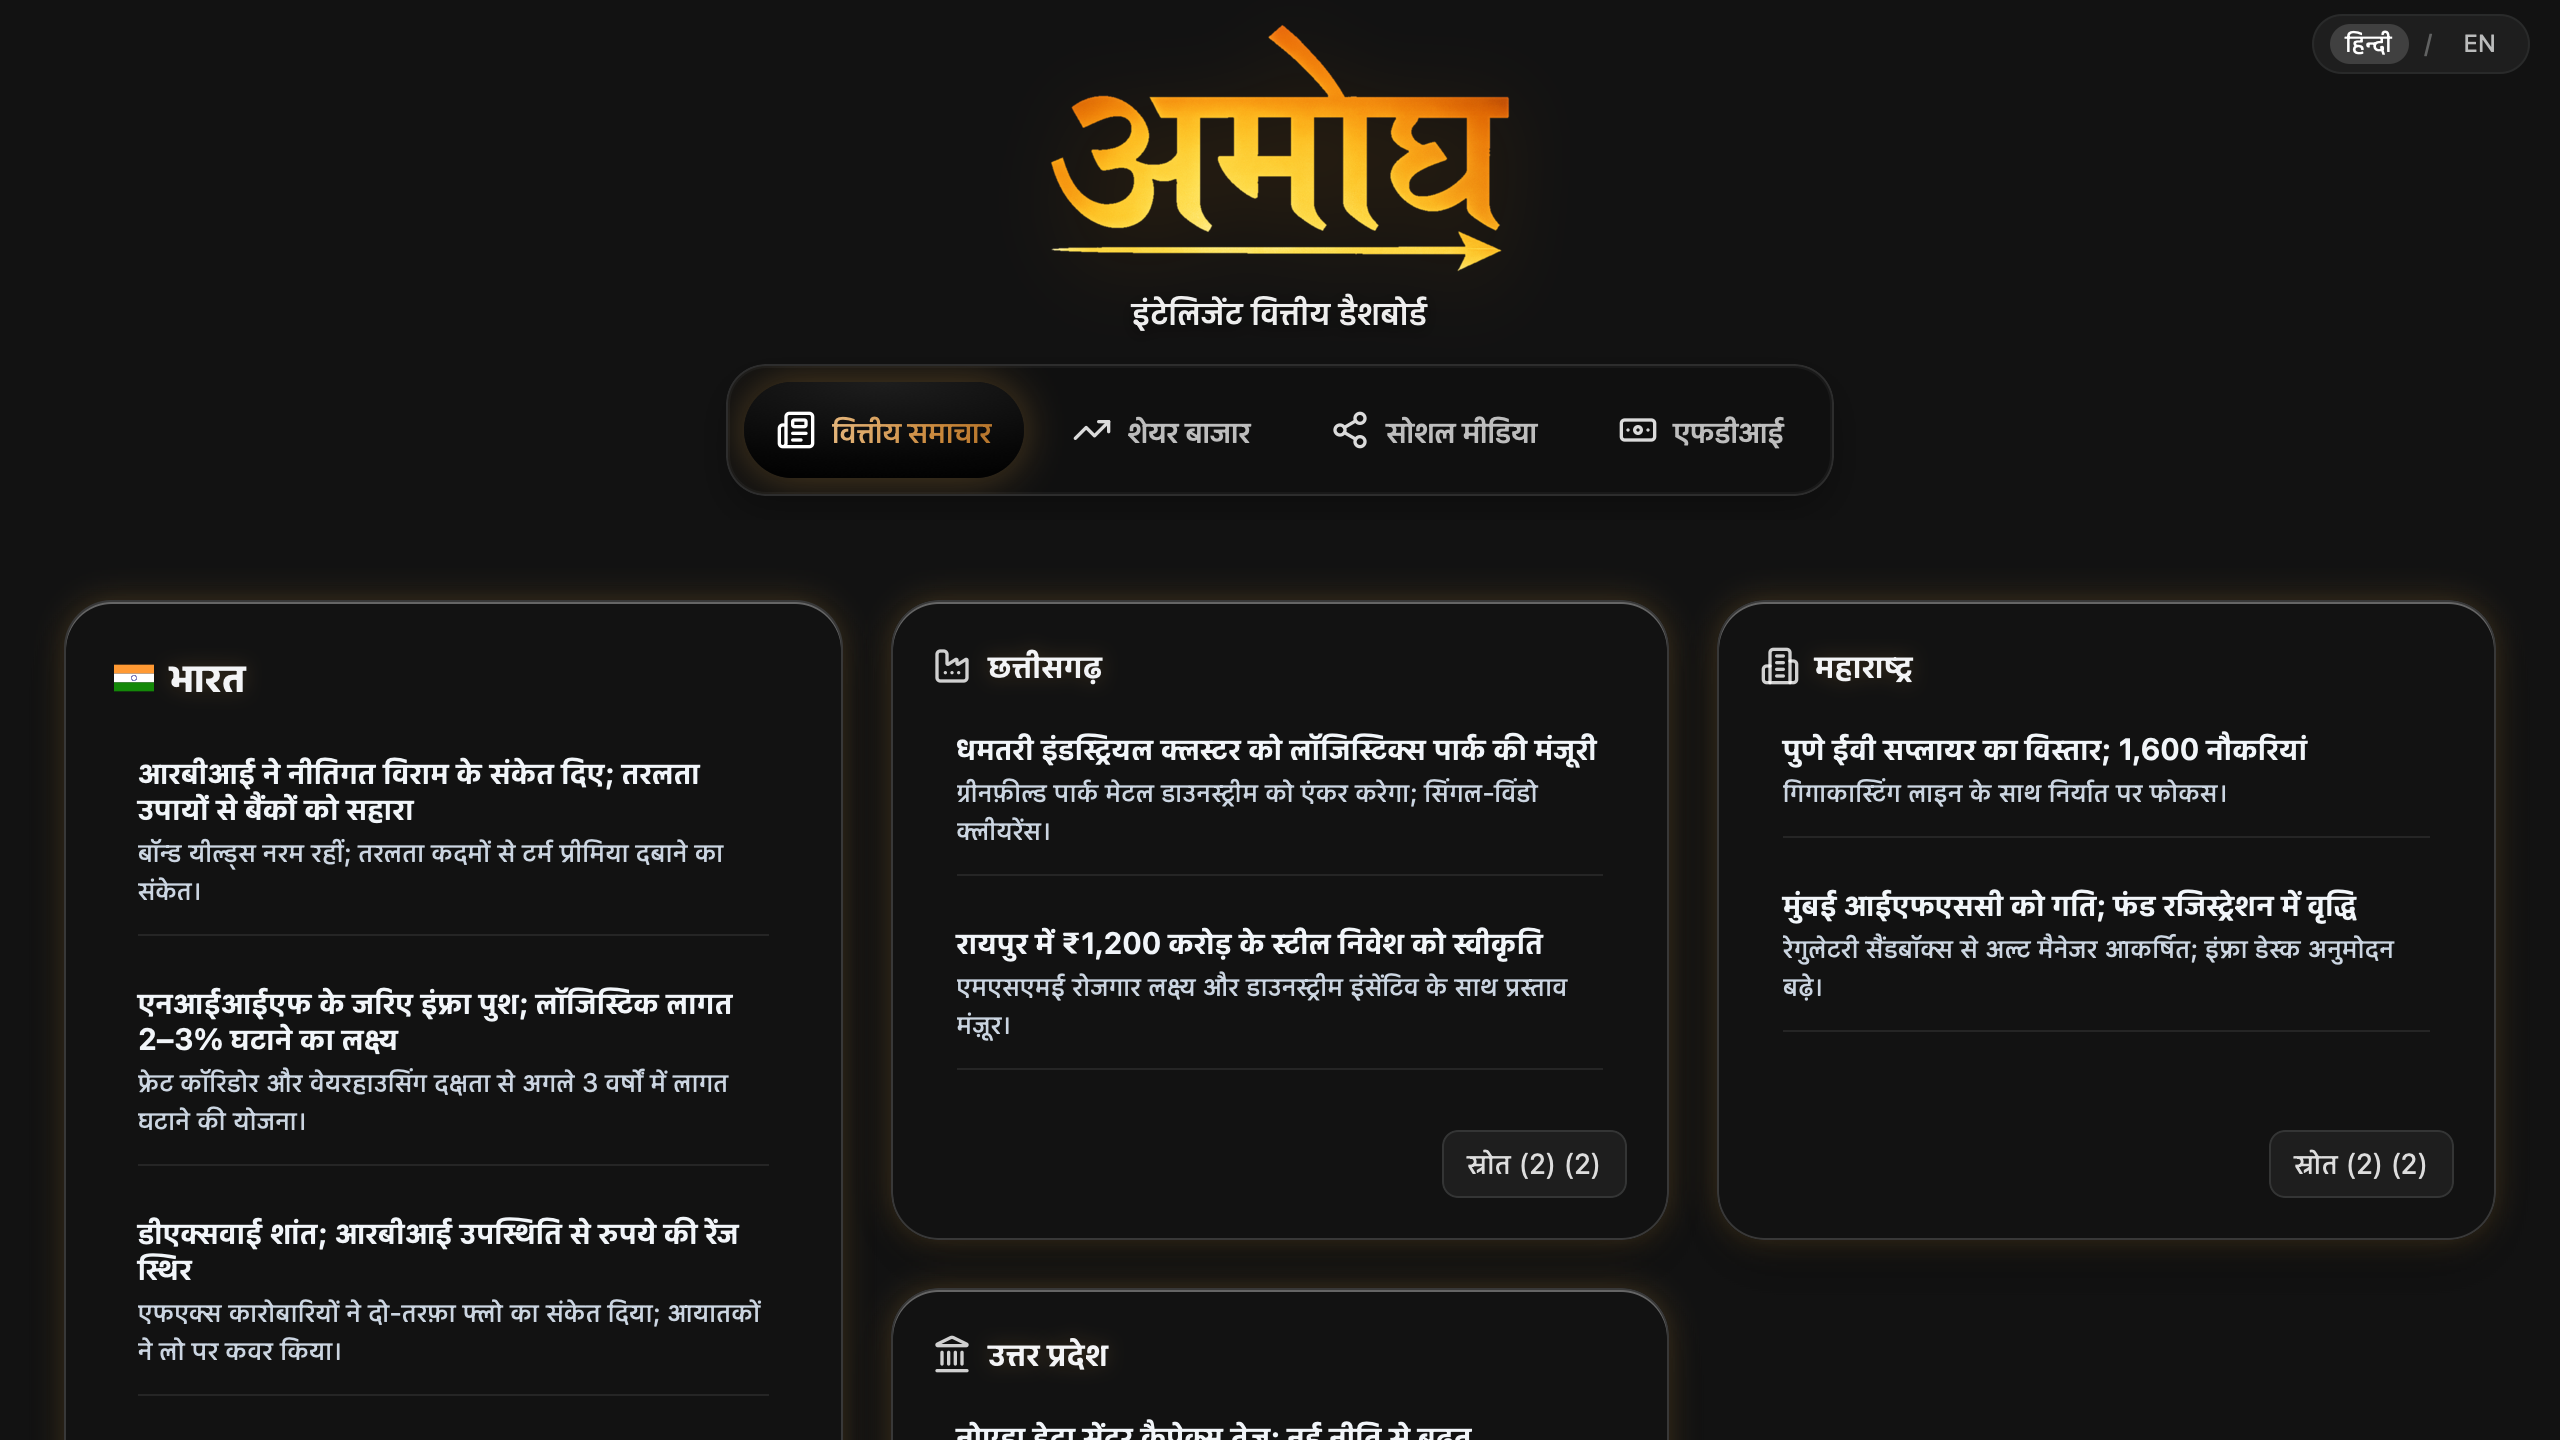 हिन्दी / EN
अमोघ
इंटेलिजेंट वित्तीय डैशबोर्ड
वित्तीय समाचार
शेयर बाजार
सोशल मीडिया
एफडीआई
भारत
आरबीआई ने नीतिगत विराम के संकेत दिए; तरलता
उपायों से बैंकों को सहारा
बॉन्ड यील्ड्स नरम रहीं; तरलता कदमों से टर्म प्रीमिया दबाने का
संकेत।
एनआईआईएफ के जरिए इंफ्रा पुश; लॉजिस्टिक लागत
2–3% घटाने का लक्ष्य
फ्रेट कॉरिडोर और वेयरहाउसिंग दक्षता से अगले 3 वर्षों में लागत
घटाने की योजना।
डीएक्सवाई शांत; आरबीआई उपस्थिति से रुपये की रेंज
स्थिर
एफएक्स कारोबारियों ने दो-तरफ़ा फ्लो का संकेत दिया; आयातकों
ने लो पर कवर किया।
छत्तीसगढ़
धमतरी इंडस्ट्रियल क्लस्टर को लॉजिस्टिक्स पार्क की मंजूरी
ग्रीनफ़ील्ड पार्क मेटल डाउनस्ट्रीम को एंकर करेगा; सिंगल-विंडो
क्लीयरेंस।
रायपुर में ₹1,200 करोड़ के स्टील निवेश को स्वीकृति
एमएसएमई रोजगार लक्ष्य और डाउनस्ट्रीम इंसेंटिव के साथ प्रस्ताव
मंज़ूर।
स्रोत (2) (2)
महाराष्ट्र
पुणे ईवी सप्लायर का विस्तार; 1,600 नौकरियां
गिगाकास्टिंग लाइन के साथ निर्यात पर फोकस।
मुंबई आईएफएससी को गति; फंड रजिस्ट्रेशन में वृद्धि
रेगुलेटरी सैंडबॉक्स से अल्ट मैनेजर आकर्षित; इंफ्रा डेस्क अनुमोदन
बढ़े।
स्रोत (2) (2)
उत्तर प्रदेश
नोएडा डेटा सेंटर कैपेक्स तेज; नई नीति से बढ़त